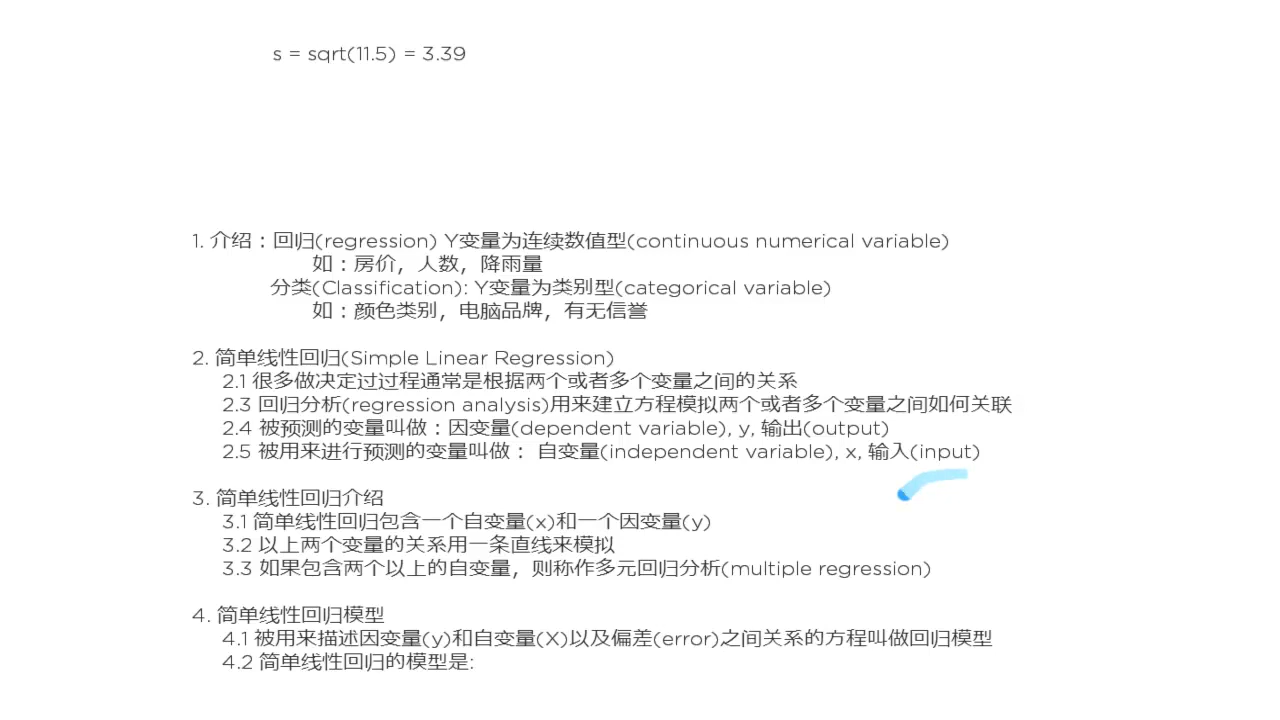 s = sqrt(11.5) = 3.39
1. 介绍：回归(regression) Y变量为连续数值型(continuous numerical variable)
如：房价，人数，降雨量
分类(Classification): Y变量为类别型(categorical variable)
如：颜色类别，电脑品牌，有无信誉
2. 简单线性回归(Simple Linear Regression)
2.1 很多做决定过过程通常是根据两个或者多个变量之间的关系
2.3 回归分析(regression analysis)用来建立方程模拟两个或者多个变量之间如何关联
2.4 被预测的变量叫做：因变量(dependent variable), y, 输出(output)
2.5 被用来进行预测的变量叫做： 自变量(independent variable), x, 输入(input)
3. 简单线性回归介绍
3.1 简单线性回归包含一个自变量(x)和一个因变量(y)
3.2 以上两个变量的关系用一条直线来模拟
3.3 如果包含两个以上的自变量，则称作多元回归分析(multiple regression)
4. 简单线性回归模型
4.1 被用来描述因变量(y)和自变量(X)以及偏差(error)之间关系的方程叫做回归模型
4.2 简单线性回归的模型是: